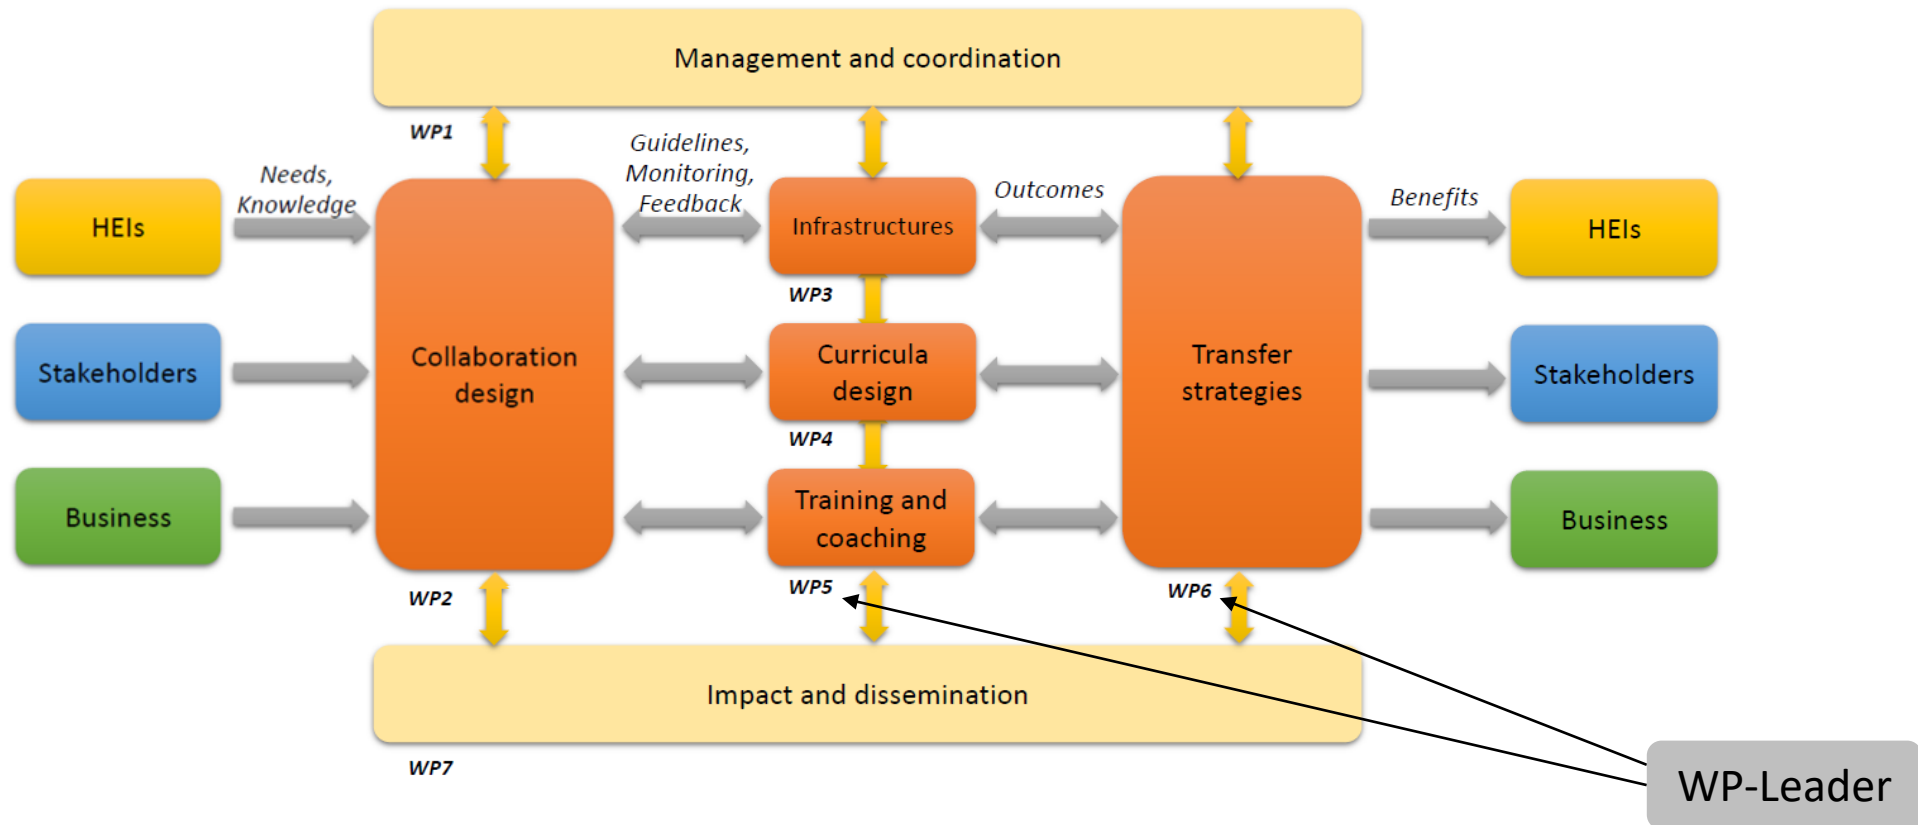 Management and coordination
WP1
Needs,
Knowledge
Guidelines,
Monitoring,
Feedback
Outcomes
Benefits
HEIs
Infrastructures
HEIs
WP3
Stakeholders
Collaboration
design
Curricula
design
Transfer
strategies
Stakeholders
WP4
Business
Training and
coaching
Business
WP2
WP5
WP6
Impact and dissemination
WP7
WP-Leader